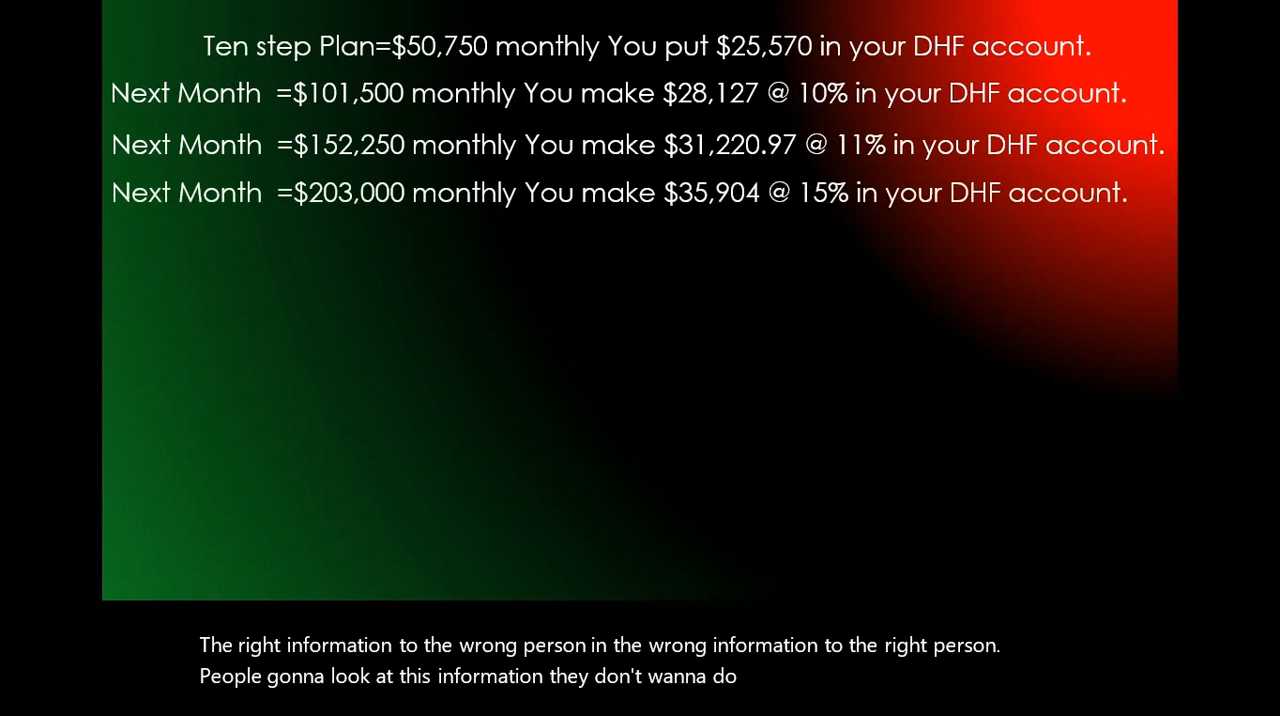 Ten step Plan=$50,750 monthly You put $25,570 in your DHF account.
Next Month =$101,500 monthly You make $28,127 @ 10% in your DHF account.
Next Month =$152,250 monthly You make $31,220.97 @ 11% in your DHF account.
Next Month =$203,000 monthly You make $35,904 @ 15% in your DHF account.
The right information to the wrong person in the wrong information to the right person.
People gonna look at this information they don't wanna do